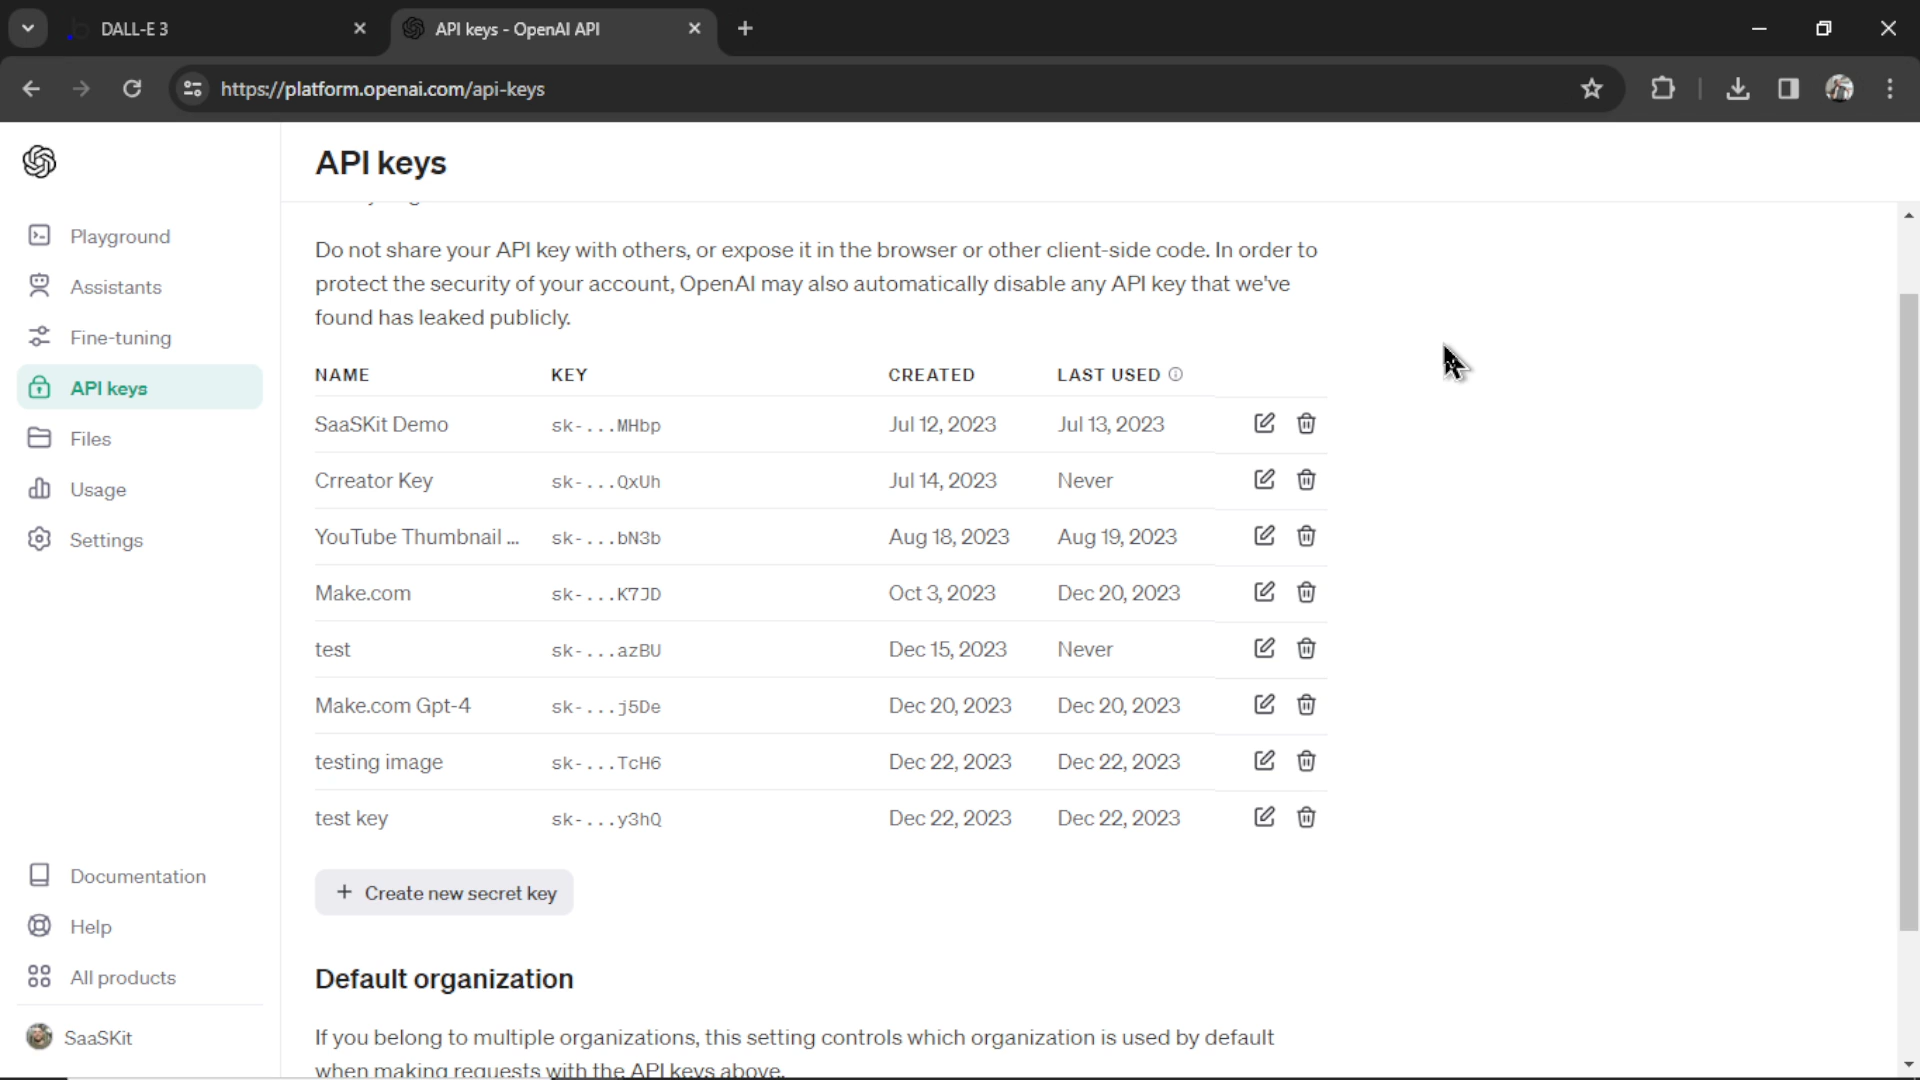 DALL-E 3
API keys - OpenAI API
https://platform.openai.com/api-keys
API keys
Playground
Assistants
Fine-tuning
API keys
Files
Usage
Settings
Documentation
Help
All products
SaaSKit
Do not share your API key with others, or expose it in the browser or other client-side code. In order to
protect the security of your account, OpenAI may also automatically disable any API key that we've
found has leaked publicly.
NAME KEY CREATED LAST USED
SaaSKit Demo sk-...MHbp Jul 12, 2023 Jul 13, 2023
Crreator Key sk-...QxUh Jul 14, 2023 Never
YouTube Thumbnail ... sk-...bN3b Aug 18, 2023 Aug 19, 2023
Make.com sk-...K7JD Oct 3, 2023 Dec 20, 2023
test sk-...azBU Dec 15, 2023 Never
Make.com Gpt-4 sk-...j5De Dec 20, 2023 Dec 20, 2023
testing image sk-...TcH6 Dec 22, 2023 Dec 22, 2023
test key sk-...y3hQ Dec 22, 2023 Dec 22, 2023
+ Create new secret key
Default organization
If you belong to multiple organizations, this setting controls which organization is used by default
when making requests with the API keys above.